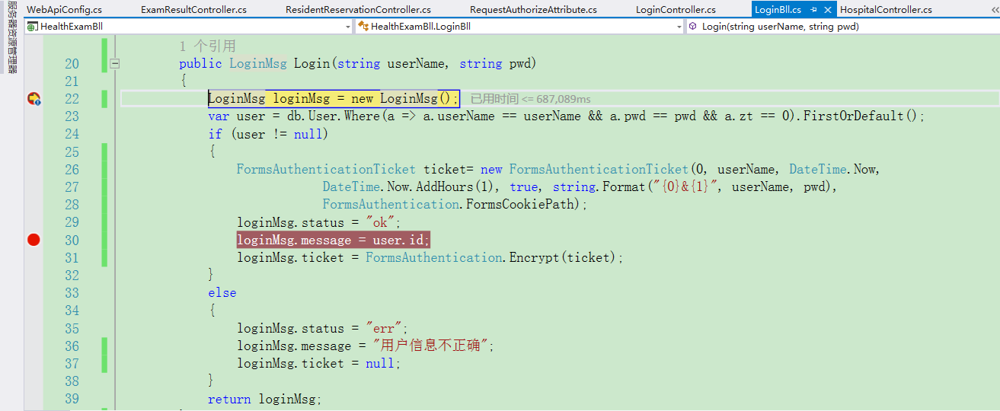 服务器资源管理器
WebApiConfig.cs ExamResultController.cs ResidentReservationController.cs RequestAuthorizeAttribute.cs LoginController.cs LoginBll.cs HospitalController.cs
HealthExamBll HealthExamBll.LoginBll Login(string userName, string pwd)
1 个引用
20 public LoginMsg Login(string userName, string pwd)
21 {
22 LoginMsg loginMsg = new LoginMsg(); 已用时间 <= 687,089ms
23 var user = db.User.Where(a => a.userName == userName && a.pwd == pwd && a.zt == 0).FirstOrDefault();
24 if (user != null)
25 {
26 FormsAuthenticationTicket ticket= new FormsAuthenticationTicket(0, userName, DateTime.Now,
27 DateTime.Now.AddHours(1), true, string.Format("{0}&{1}", userName, pwd),
28 FormsAuthentication.FormsCookiePath);
29 loginMsg.status = "ok";
30 loginMsg.message = user.id;
31 loginMsg.ticket = FormsAuthentication.Encrypt(ticket);
32 }
33 else
34 {
35 loginMsg.status = "err";
36 loginMsg.message = "用户信息不正确";
37 loginMsg.ticket = null;
38 }
39 return loginMsg;